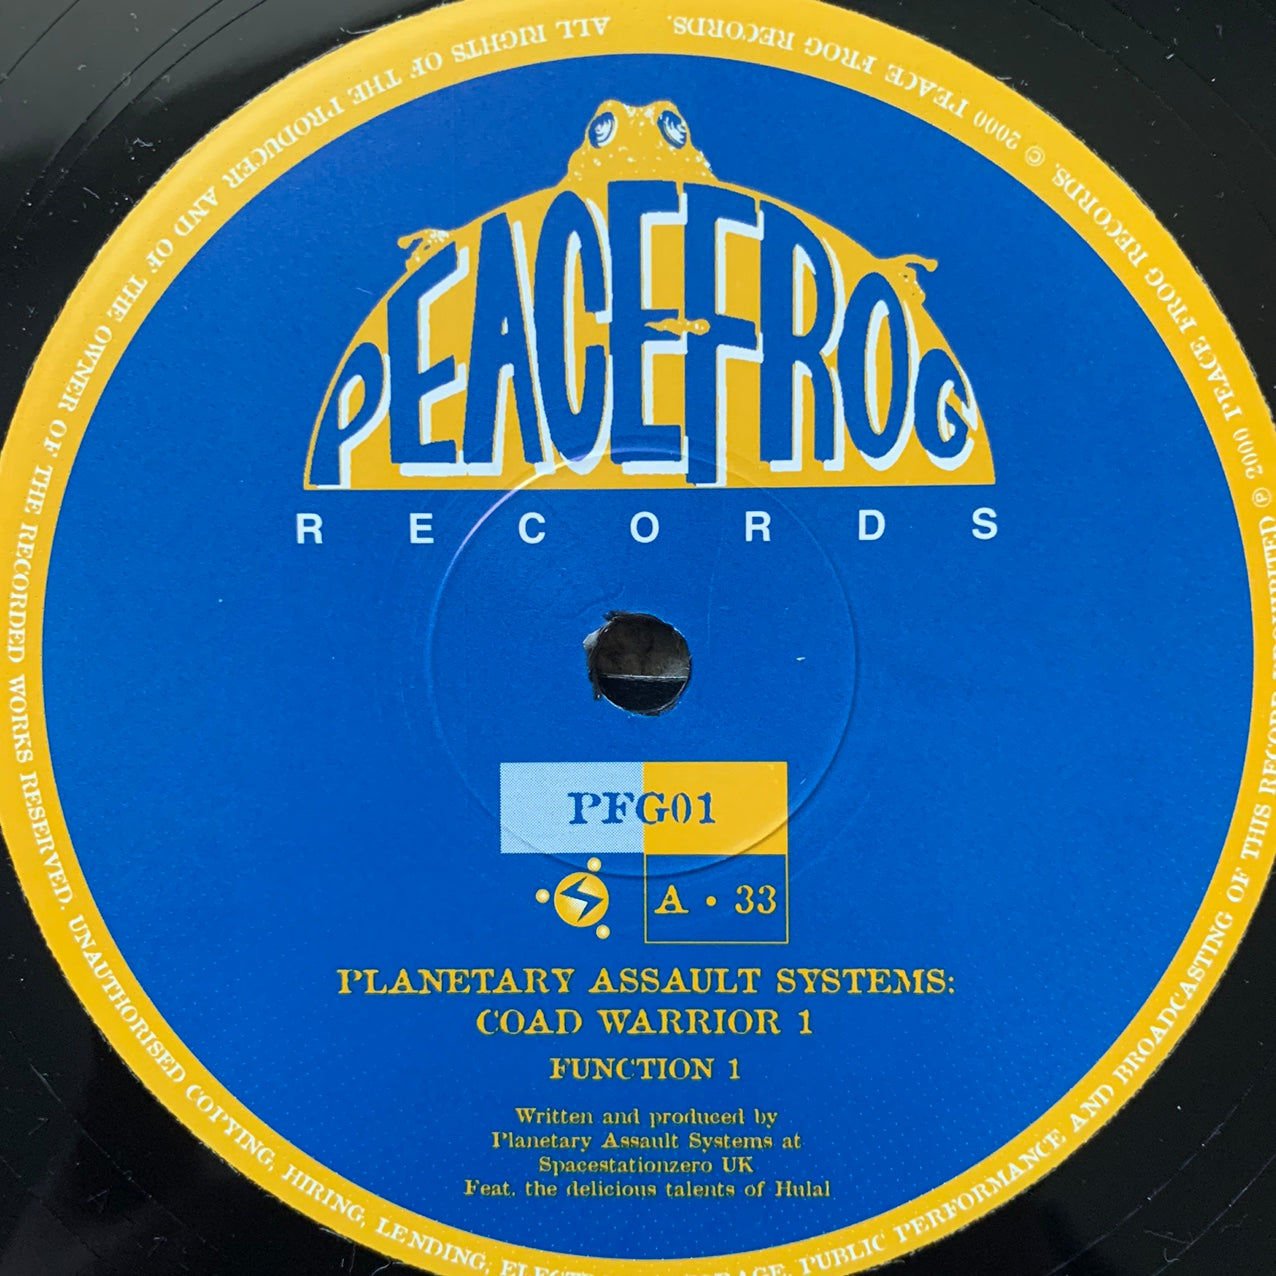 PEACEFROG
RECORDS
PFG01
A • 33
PLANETARY ASSAULT SYSTEMS:
COAD WARRIOR 1
FUNCTION 1
Written and produced by
Planetary Assault Systems at
Spacestationzero UK
Feat. the delicious talents of Hulal
ALL RIGHTS OF THE PRODUCER AND OF THE OWNER OF THE RECORDED WORKS RESERVED. UNAUTHORISED COPYING, HIRING, LENDING, PUBLIC PERFORMANCE AND BROADCASTING OF THIS RECORD
℗ 2000 PEACE FROG RECORDS. © 2000 PEACE FROG RECORDS.